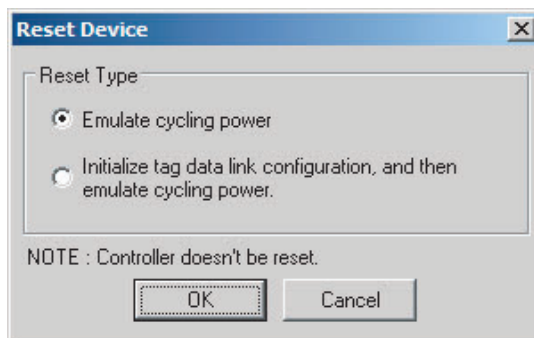 Reset Device
Reset Type
Emulate cycling power
Initialize tag data link configuration, and then
emulate cycling power.
NOTE : Controller doesn't be reset.
OK
Cancel